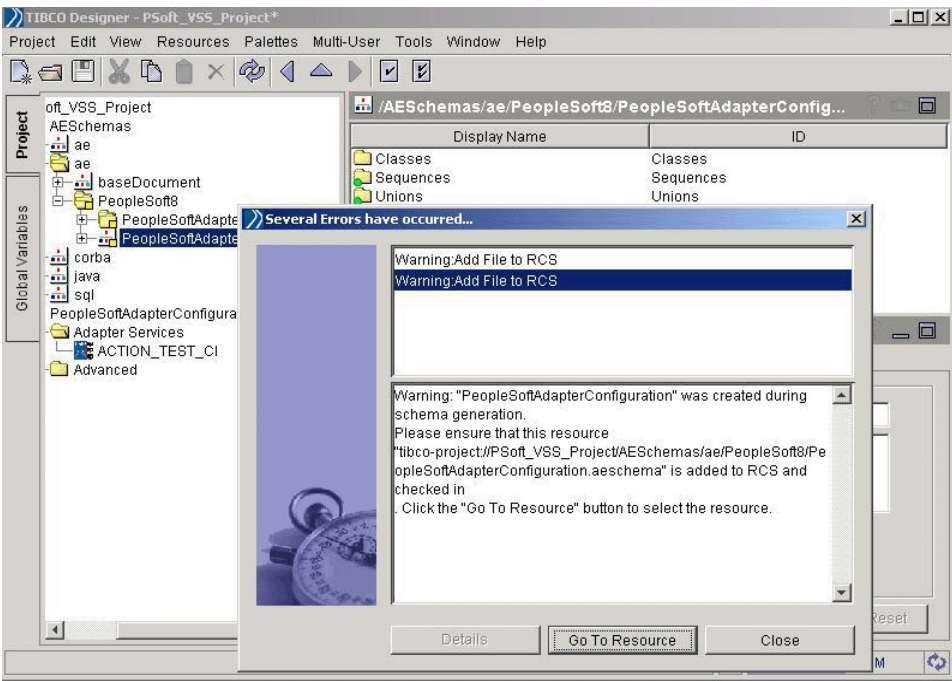 TIBCO Designer - PSoft_VSS_Project*
Project Edit View Resources Palettes Multi-User Tools Window Help
Project
Global Variables
oft_VSS_Project
AESchemas
ae
ae
baseDocument
PeopleSoft8
PeopleSoftAdapte
PeopleSoftAdapte
corba
java
sql
PeopleSoftAdapterConfigura
Adapter Services
ACTION_TEST_CI
Advanced
/AESchemas/ae/PeopleSoft8/PeopleSoftAdapterConfig...
Display Name ID
Classes Classes
Sequences Sequences
Unions Unions
Several Errors have occurred...
Warning:Add File to RCS
Warning:Add File to RCS
Warning: "PeopleSoftAdapterConfiguration" was created during
schema generation.
Please ensure that this resource
"tibco-project://PSoft_VSS_Project/AESchemas/ae/PeopleSoft8/Pe
opleSoftAdapterConfiguration.aeschema" is added to RCS and
checked in
. Click the "Go To Resource" button to select the resource.
Details Go To Resource Close
Reset
M